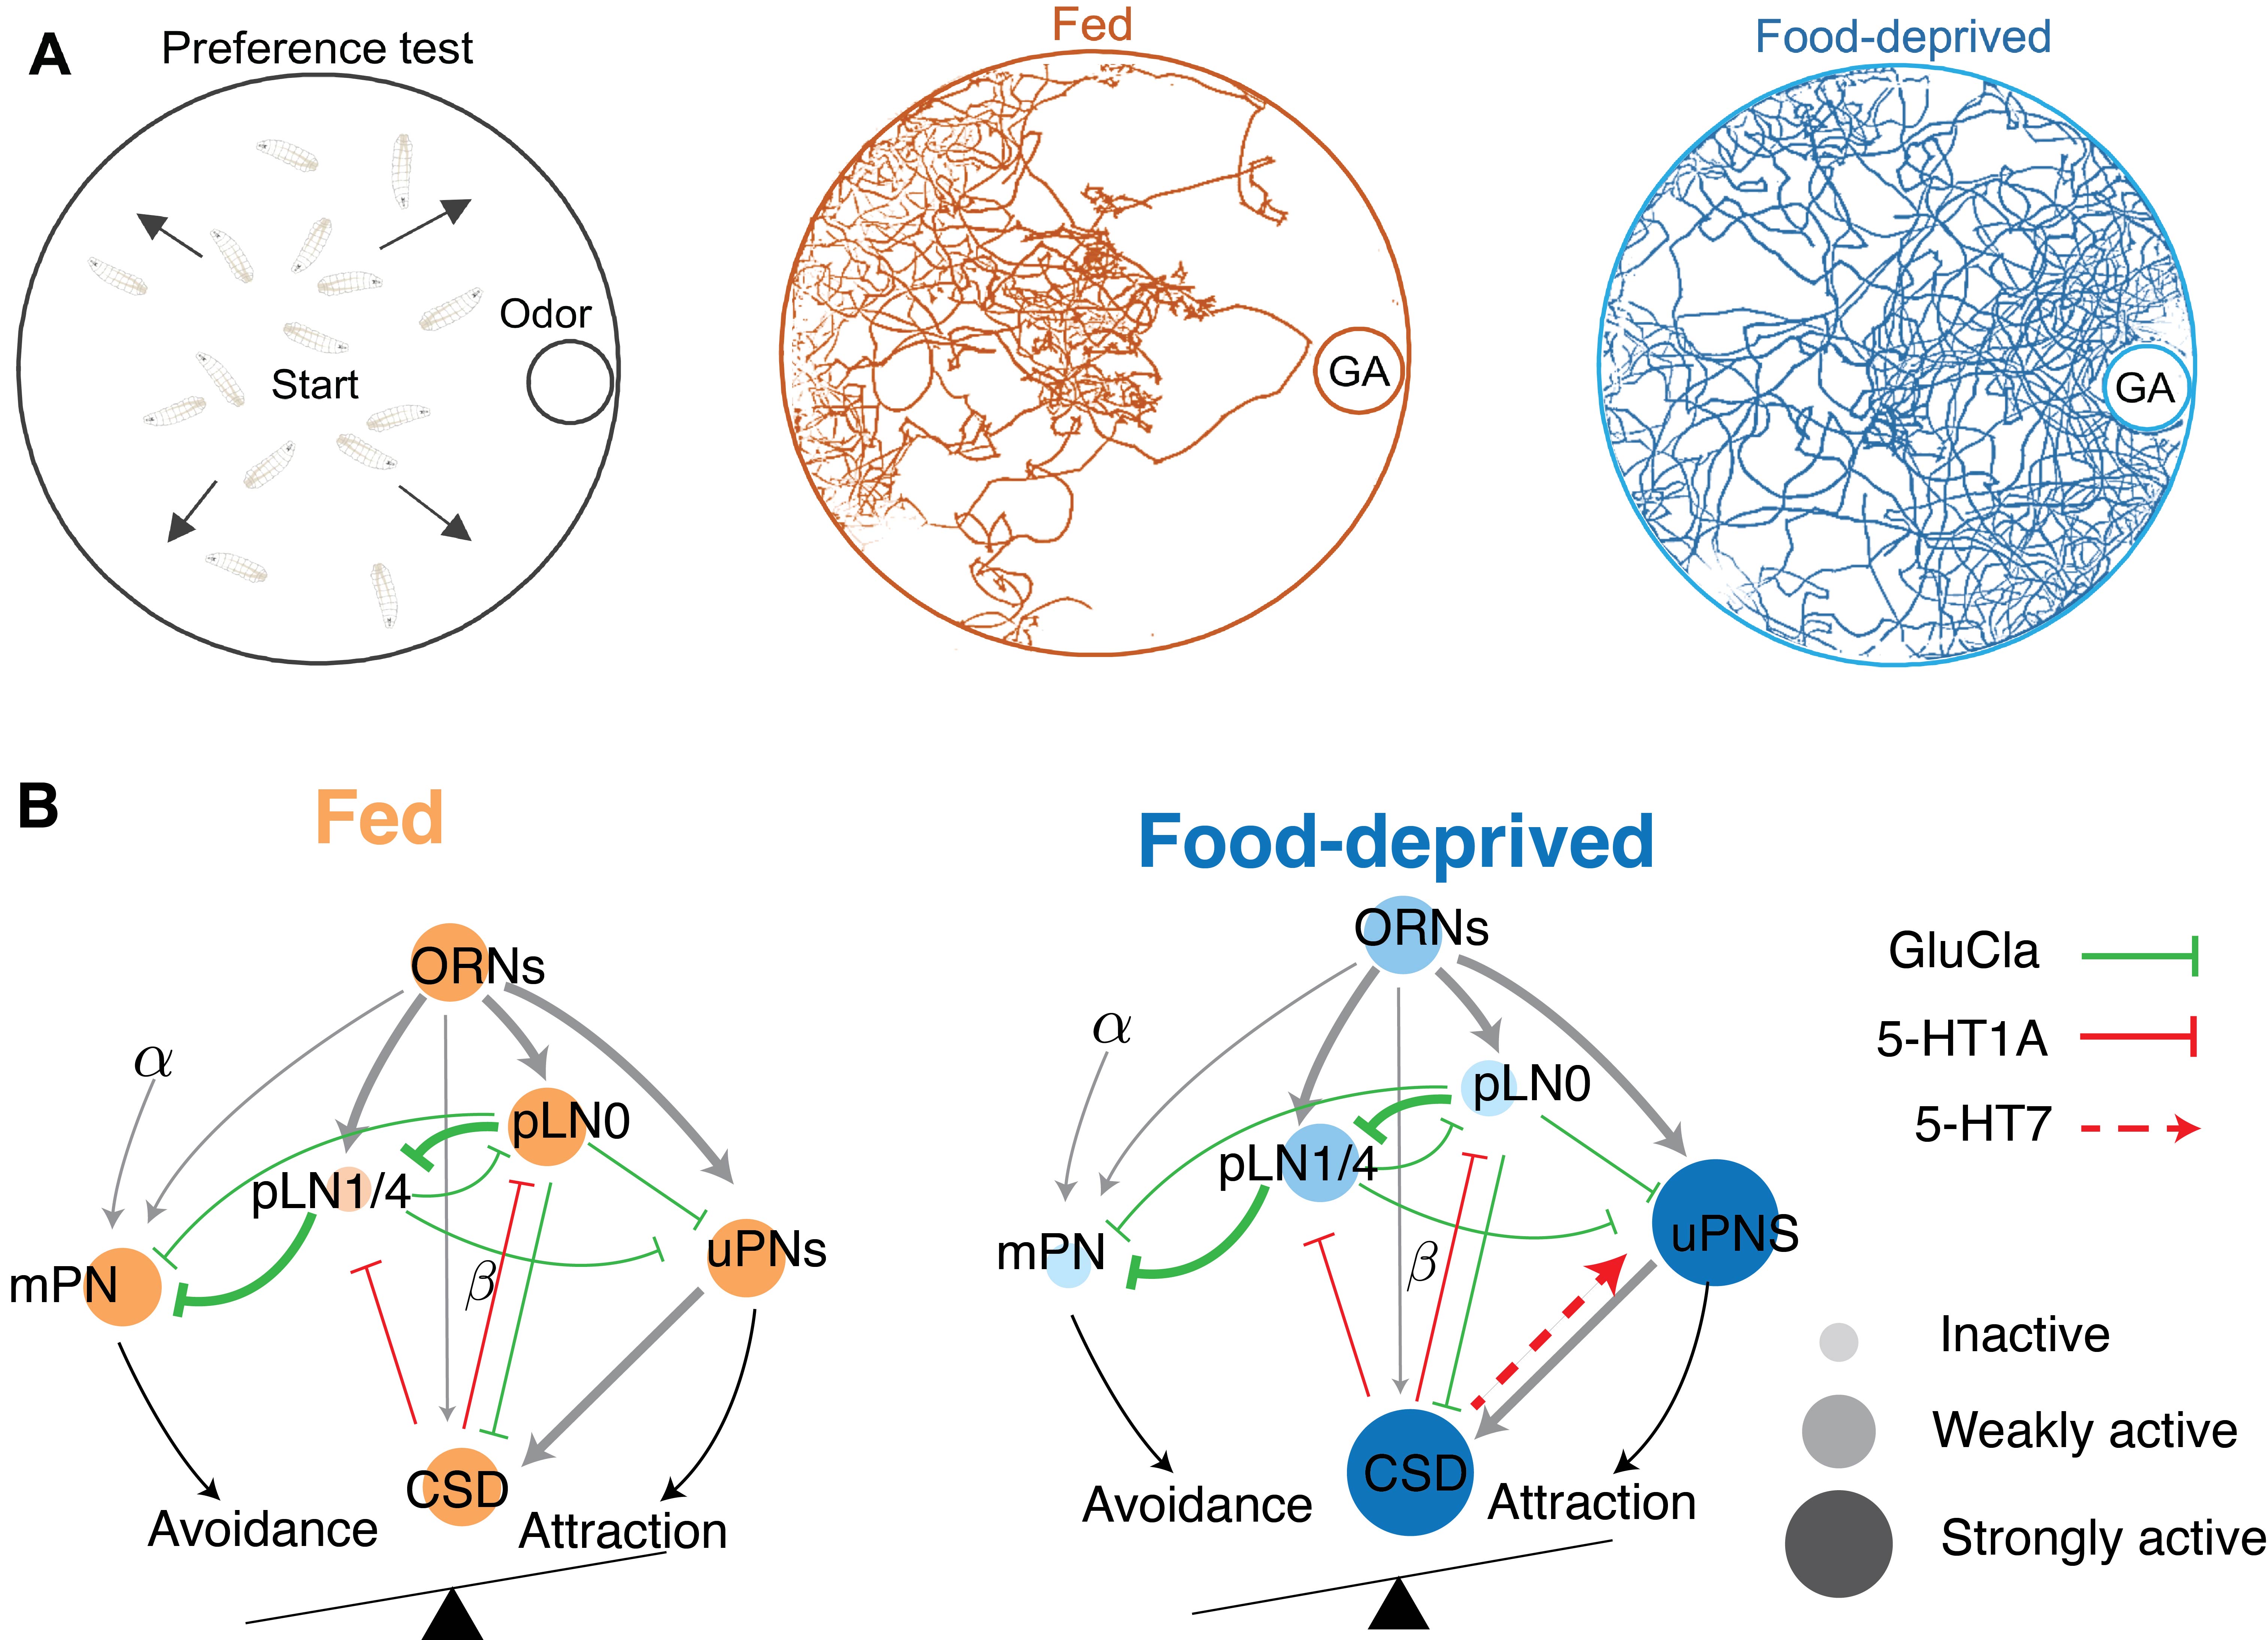 A
Preference test
Odor
Start
Fed
GA
Food-deprived
GA
B
Fed
ORNs
α
pLN0
pLN1/4
mPN
uPNs
β
CSD
Avoidance
Attraction
Food-deprived
ORNs
α
pLN0
pLN1/4
mPN
uPNS
β
CSD
Avoidance
Attraction
GluCla
5-HT1A
5-HT7
Inactive
Weakly active
Strongly active